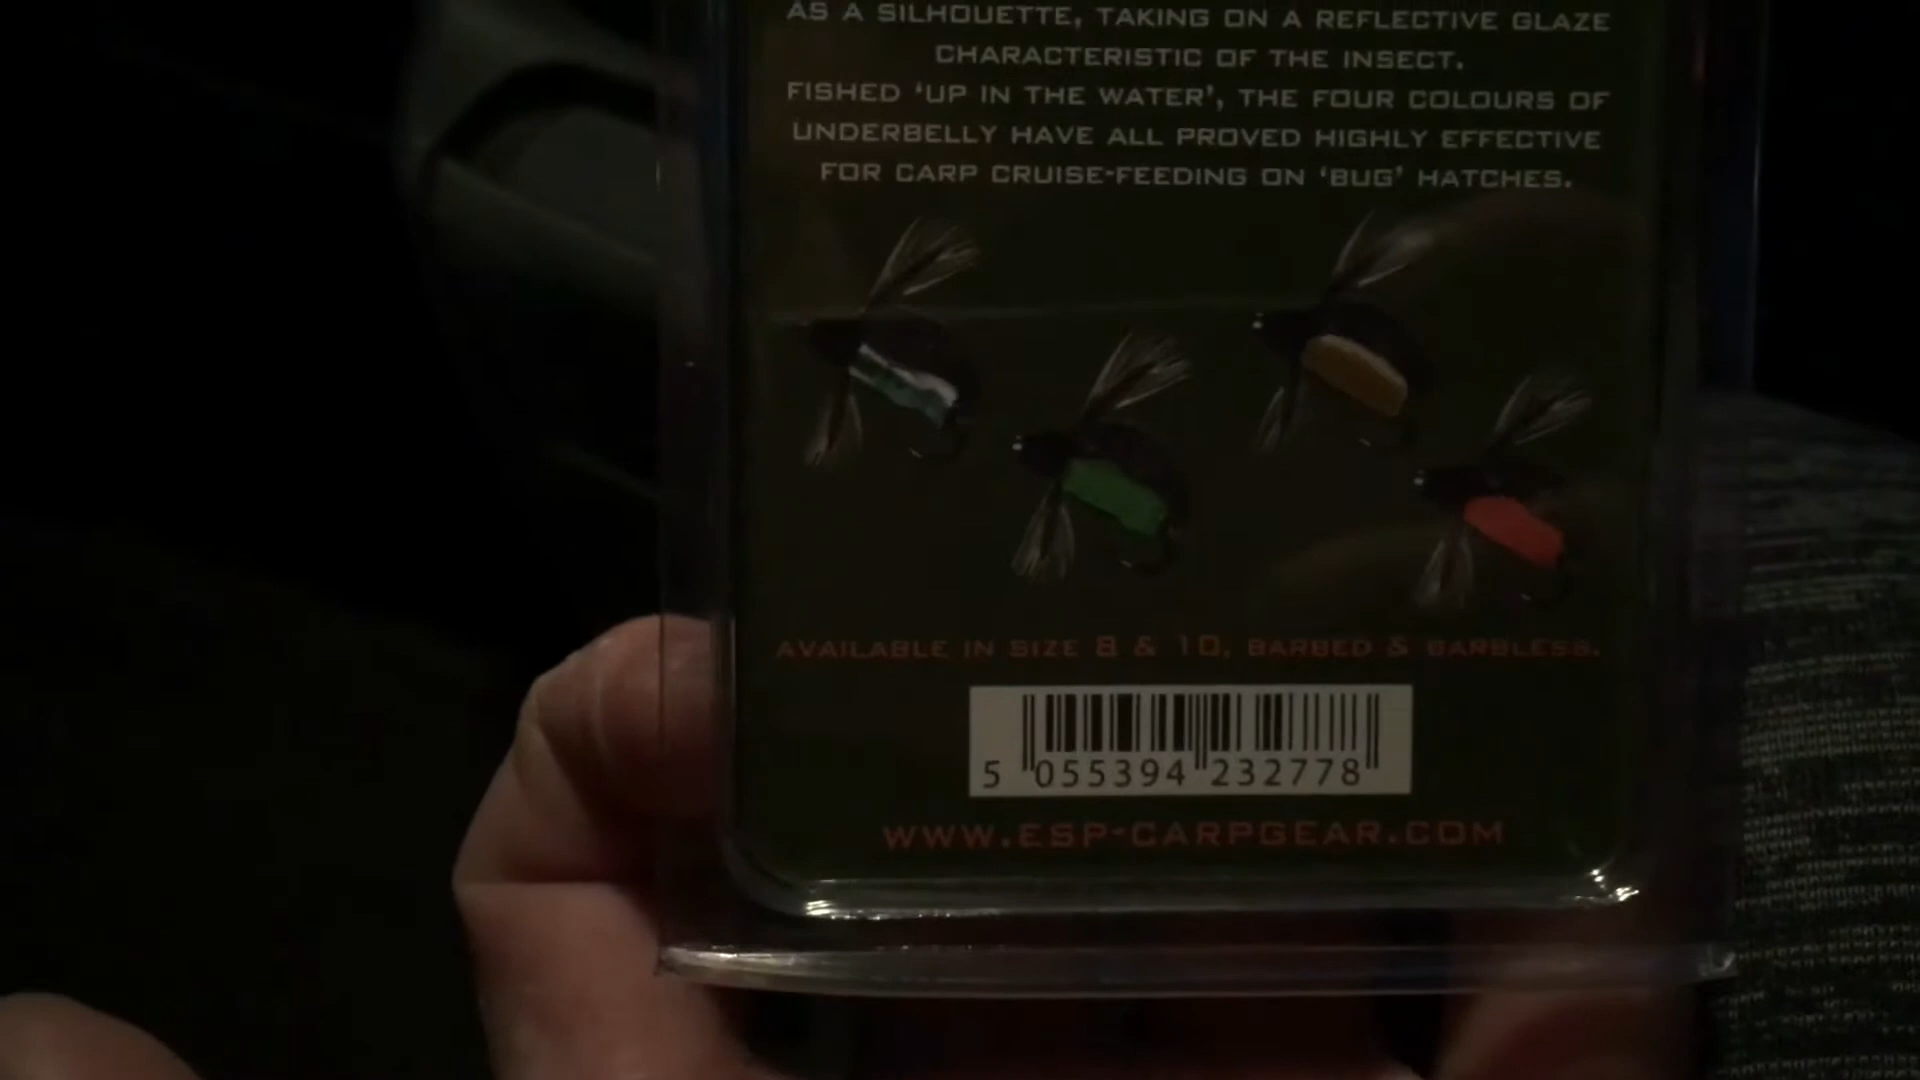 AS A SILHOUETTE, TAKING ON A REFLECTIVE GLAZE
CHARACTERISTIC OF THE INSECT.
FISHED ‘UP IN THE WATER’, THE FOUR COLOURS OF
UNDERBELLY HAVE ALL PROVED HIGHLY EFFECTIVE
FOR CARP CRUISE-FEEDING ON ‘BUG’ HATCHES.
AVAILABLE IN SIZE 8 & 10, BARBED & BARBLESS.
5 055394 232778
WWW.ESP-CARPGEAR.COM